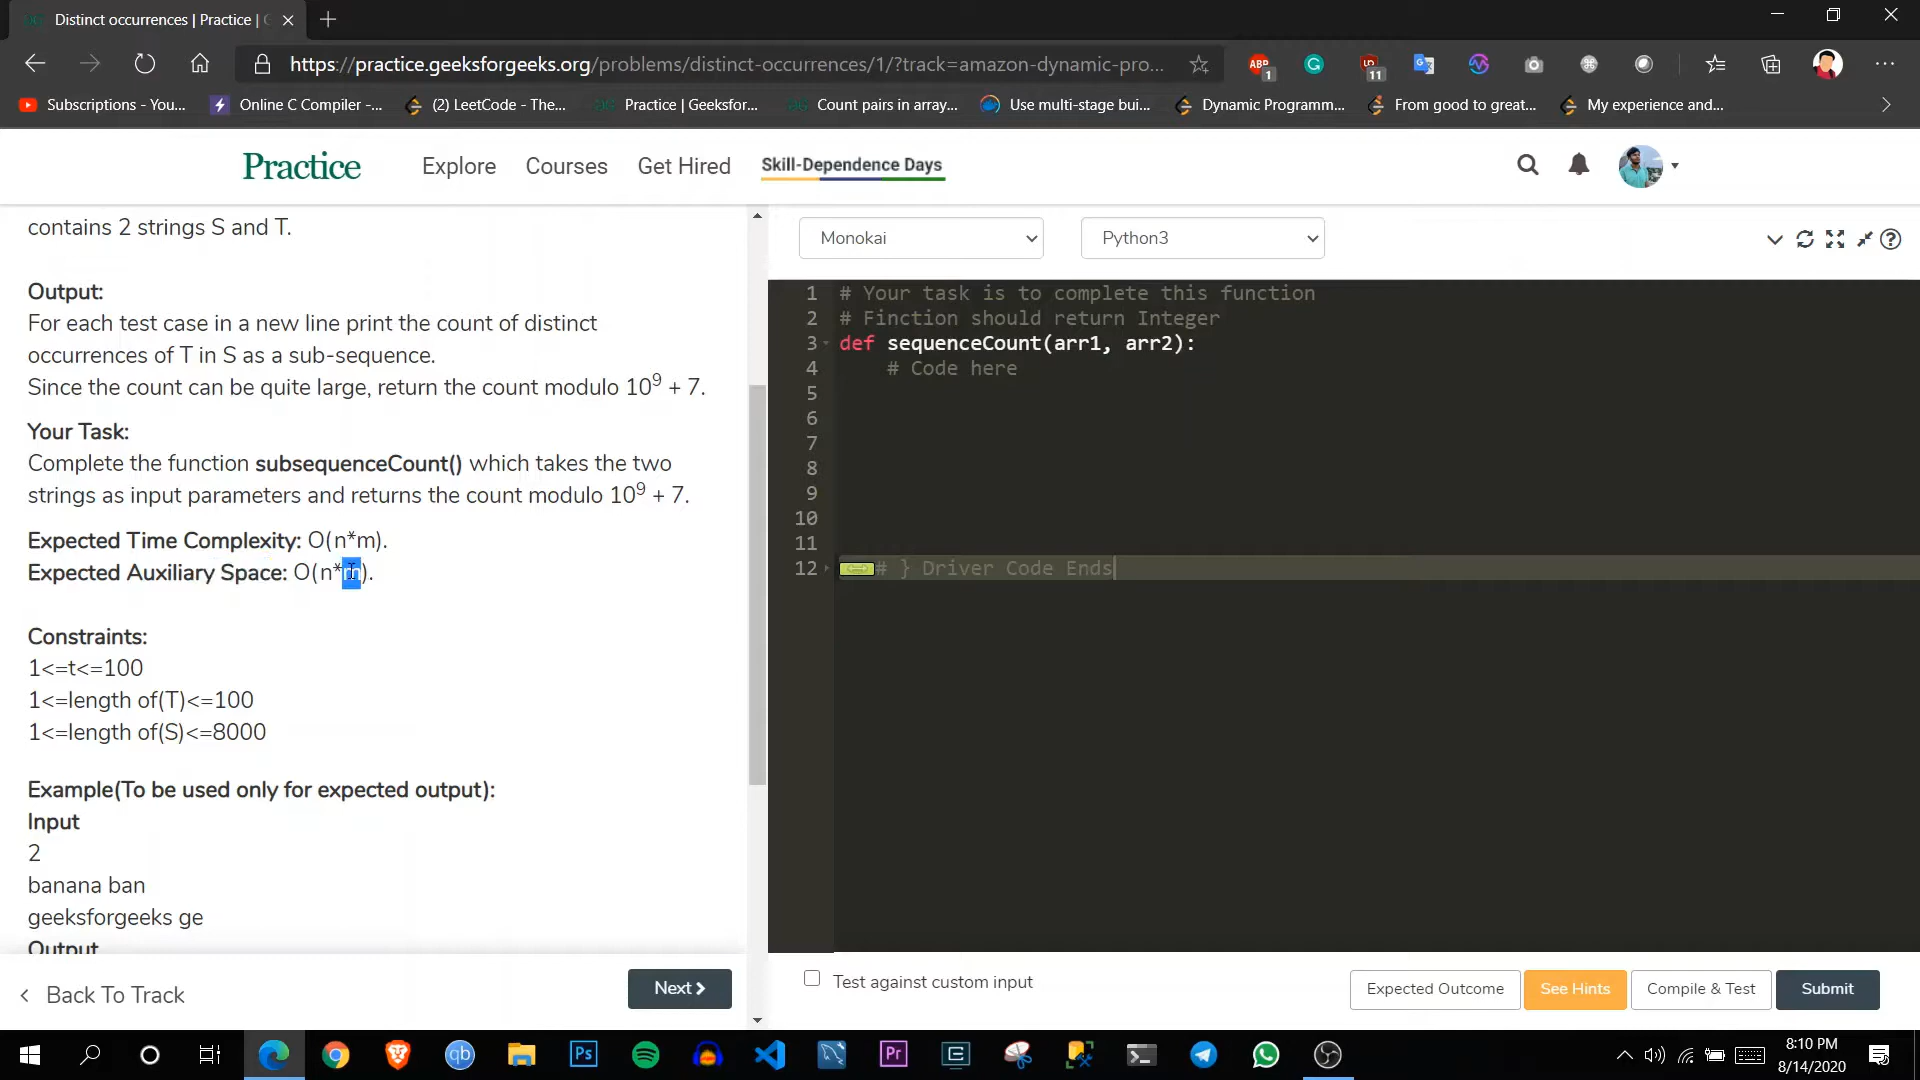 Distinct occurrences | Practice | G
https://practice.geeksforgeeks.org/problems/distinct-occurrences/1/?track=amazon-dynamic-pro...
ABP
1
11
Subscriptions - You...
Online C Compiler -...
(2) LeetCode - The...
Practice | Geeksfor...
Count pairs in array...
Use multi-stage bui...
Dynamic Programm...
From good to great...
My experience and...
Practice
Explore
Courses
Get Hired
Skill-Dependence Days
contains 2 strings S and T.
Output:
For each test case in a new line print the count of distinct
occurrences of T in S as a sub-sequence.
Since the count can be quite large, return the count modulo 10⁹ + 7.
Your Task:
Complete the function subsequenceCount() which takes the two
strings as input parameters and returns the count modulo 10⁹ + 7.
Expected Time Complexity: O(n*m).
Expected Auxiliary Space: O(n*m).
Constraints:
1<=t<=100
1<=length of(T)<=100
1<=length of(S)<=8000
Example(To be used only for expected output):
Input
2
banana ban
geeksforgeeks ge
Output
Back To Track
Next
Monokai
Python3
1 # Your task is to complete this function
2 # Finction should return Integer
3 def sequenceCount(arr1, arr2):
4 # Code here
5
6
7
8
9
10
11
12 # } Driver Code Ends
Test against custom input
Expected Outcome
See Hints
Compile & Test
Submit
qb
Ps
Pr
8:10 PM
8/14/2020